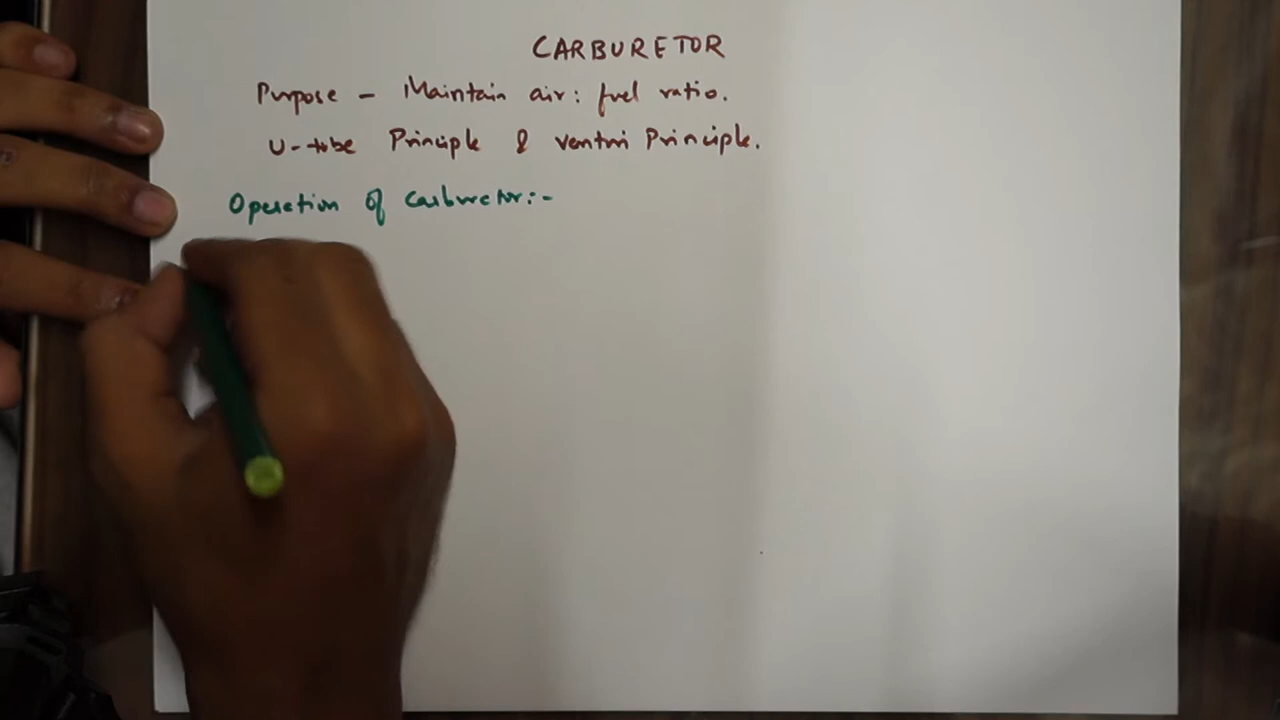 CARBURETOR
Purpose - Maintain air: fuel ratio.
U-tube Principle & venturi Principle.
Operation of carburetor:-